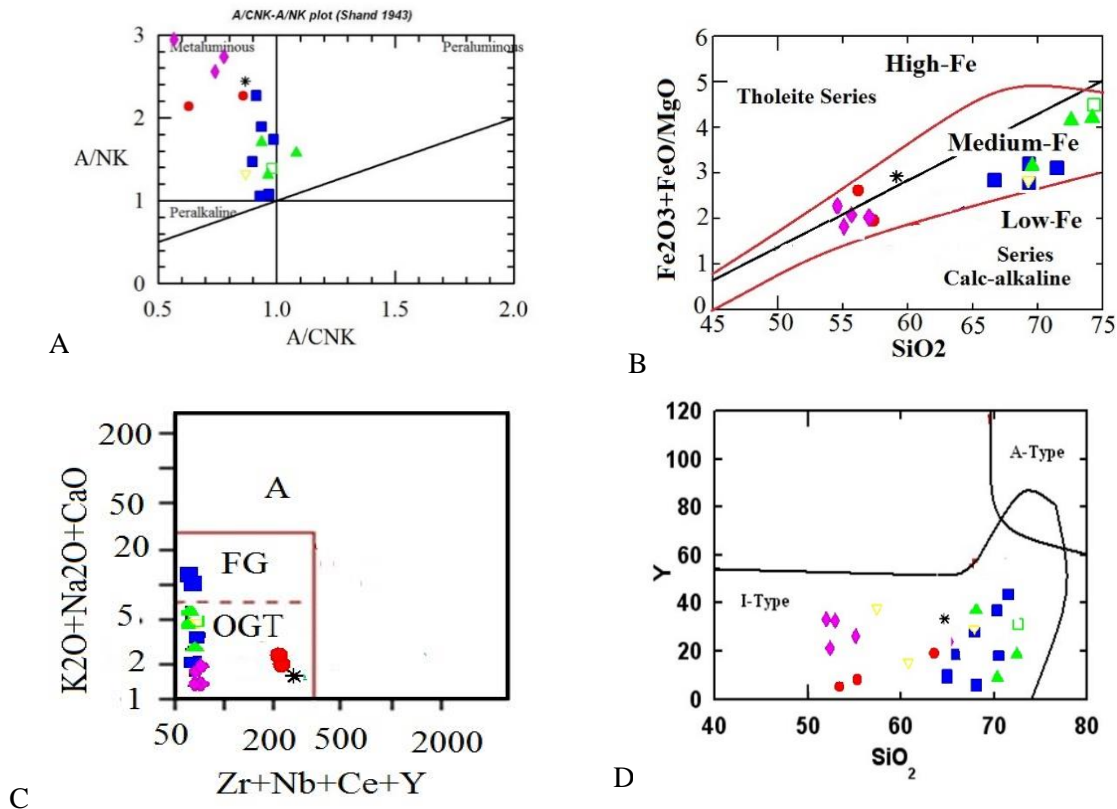 A/CNK-A/NK plot (Shand 1943)
3
2
1
0
A/NK
Metaluminous
Peraluminous
Peralkaline
0.5
1.0
1.5
2.0
A/CNK
A
6
5
4
3
2
1
0
Fe2O3+FeO/MgO
High-Fe
Tholeite Series
Medium-Fe
Low-Fe
Series
Calc-alkaline
45
50
55
60
65
70
75
SiO2
B
200
50
20
5
2
1
K2O+Na2O+CaO
A
FG
OGT
50
200
500
2000
Zr+Nb+Ce+Y
C
120
100
80
60
40
20
0
Y
A-Type
I-Type
40
50
60
70
80
SiO2
D